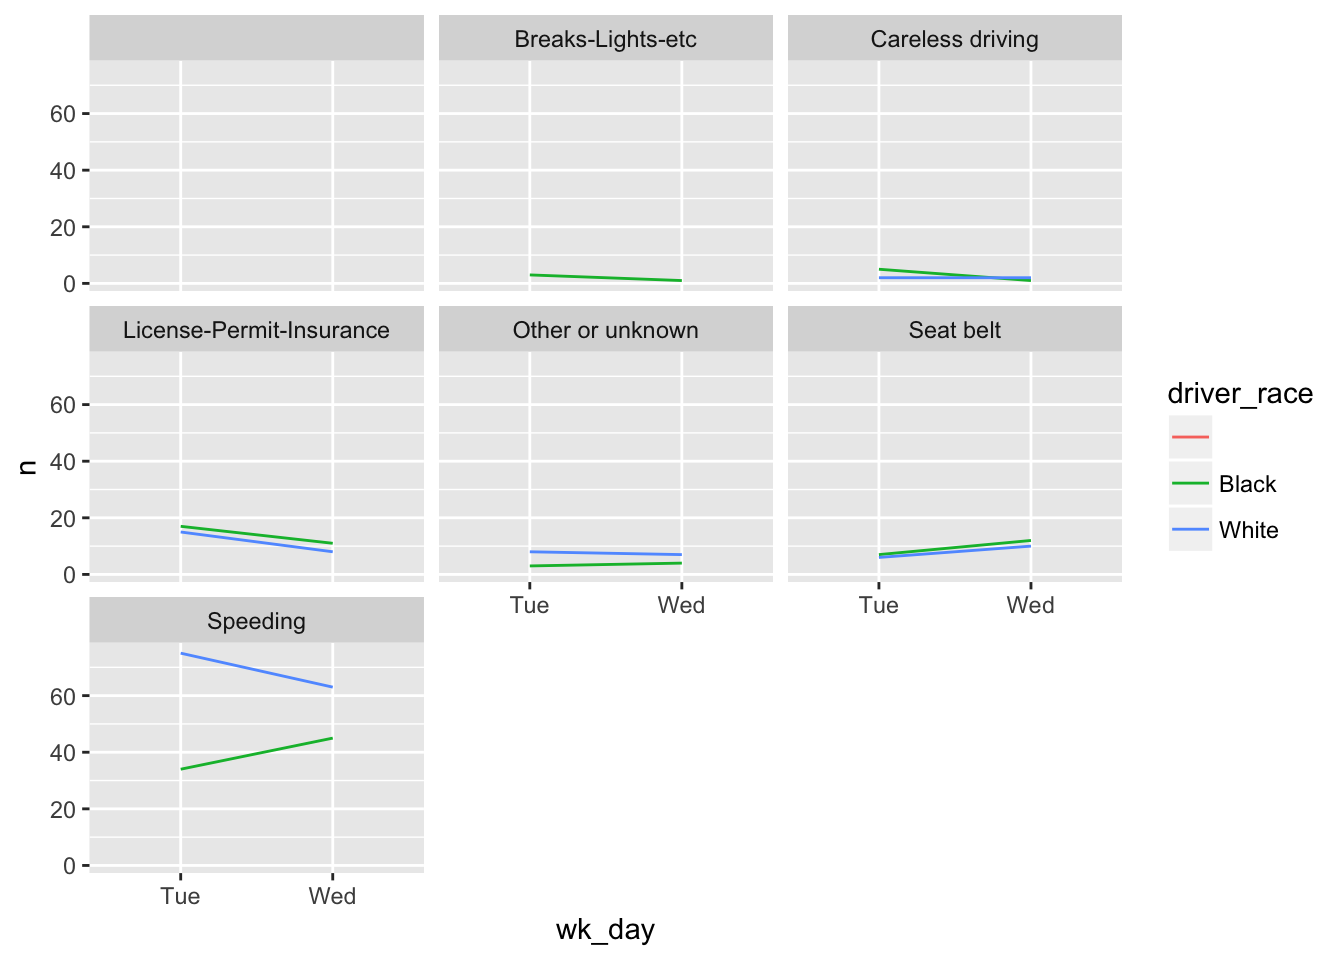 Breaks-Lights-etc
Careless driving
60
40
20
0
License-Permit-Insurance
Other or unknown
Seat belt
60
40
20
0
Tue
Wed
Tue
Wed
Speeding
60
40
20
0
Tue
Wed
n
wk_day
driver_race
Black
White